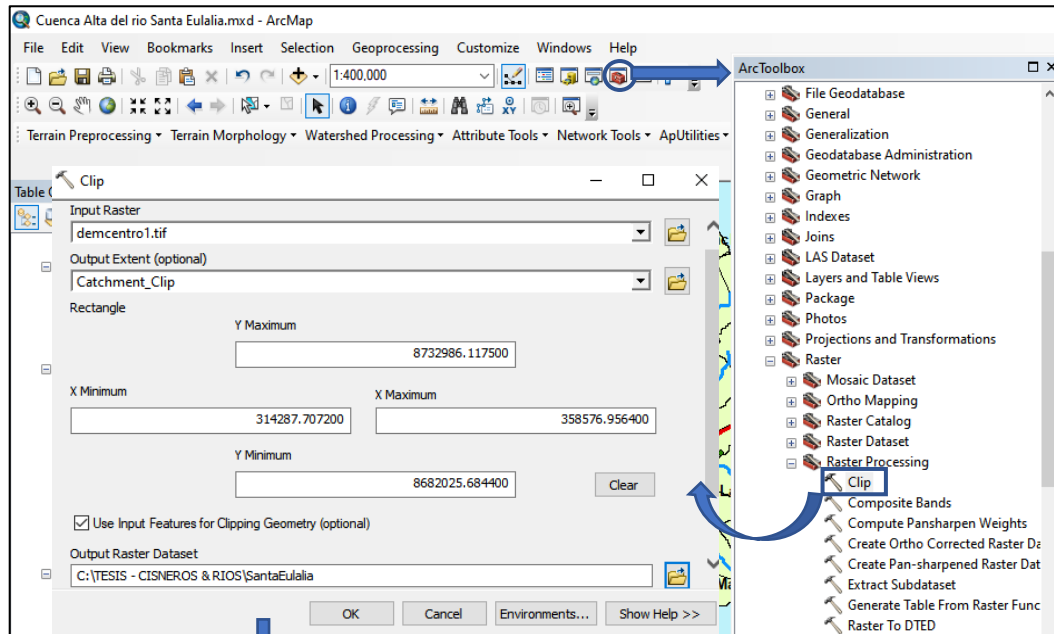 Cuenca Alta del rio Santa Eulalia.mxd - ArcMap
File Edit View Bookmarks Insert Selection Geoprocessing Customize Windows Help
1:400,000
Terrain Preprocessing Terrain Morphology Watershed Processing Attribute Tools Network Tools ApUtilities
Table
Clip
Input Raster
demcentro1.tif
Output Extent (optional)
Catchment_Clip
Rectangle
Y Maximum
8732986.117500
X Minimum
X Maximum
314287.707200
358576.956400
Y Minimum
8682025.684400
Clear
Use Input Features for Clipping Geometry (optional)
Output Raster Dataset
C:\TESIS - CISNEROS & RIOS\SantaEulalia
OK
Cancel
Environments...
Show Help >>
ArcToolbox
File Geodatabase
General
Generalization
Geodatabase Administration
Geometric Network
Graph
Indexes
Joins
LAS Dataset
Layers and Table Views
Package
Photos
Projections and Transformations
Raster
Mosaic Dataset
Ortho Mapping
Raster Catalog
Raster Dataset
Raster Processing
Clip
Composite Bands
Compute Pansharpen Weights
Create Ortho Corrected Raster Da
Create Pan-sharpened Raster Dat
Extract Subdataset
Generate Table From Raster Func
Raster To DTED